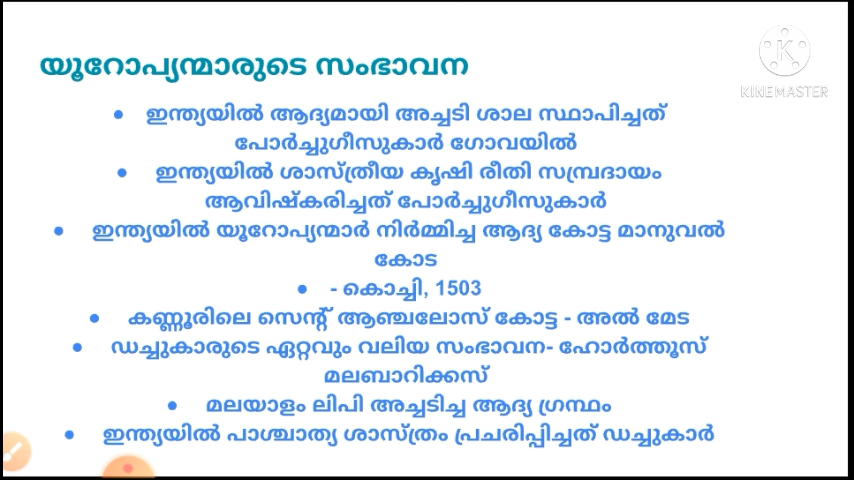 യൂറോപ്യന്മാരുടെ സംഭാവന
KINEMASTER
● ഇന്ത്യയിൽ ആദ്യമായി അച്ചടി ശാല സ്ഥാപിച്ചത്
പോർച്ചുഗീസുകാർ ഗോവയിൽ
● ഇന്ത്യയിൽ ശാസ്ത്രീയ കൃഷി രീതി സമ്പ്രദായം
ആവിഷ്കരിച്ചത് പോർച്ചുഗീസുകാർ
● ഇന്ത്യയിൽ യൂറോപ്യന്മാർ നിർമ്മിച്ച ആദ്യ കോട്ട മാനുവൽ
കോട
● - കൊച്ചി, 1503
● കണ്ണൂരിലെ സെന്റ് ആഞ്ചലോസ് കോട്ട - അൽ മേട
● ഡച്ചുകാരുടെ ഏറ്റവും വലിയ സംഭാവന- ഹോർത്തൂസ്
മലബാറിക്കസ്
● മലയാളം ലിപി അച്ചടിച്ച ആദ്യ ഗ്രന്ഥം
● ഇന്ത്യയിൽ പാശ്ചാത്യ ശാസ്ത്രം പ്രചരിപ്പിച്ചത് ഡച്ചുകാർ